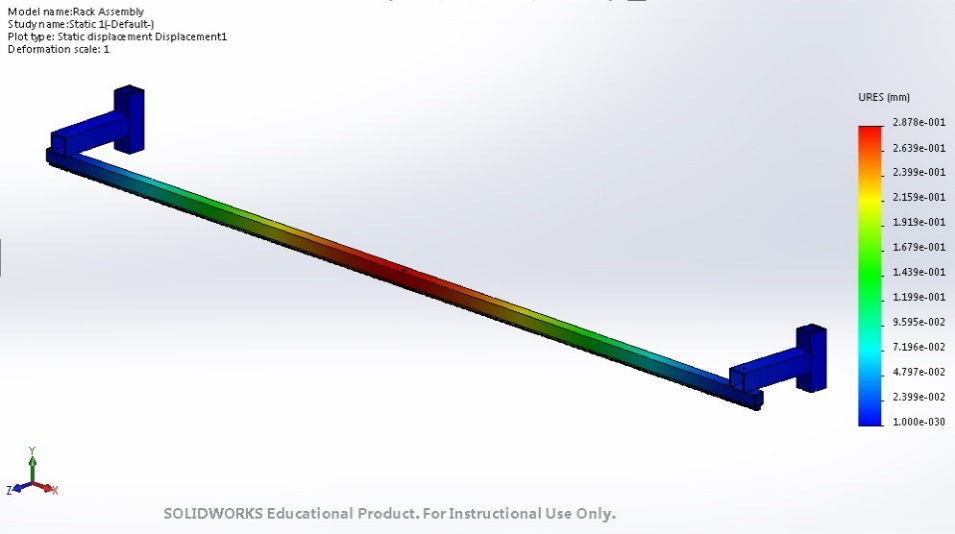 Model name:Rack Assembly
Study name:Static 1(-Default-)
Plot type: Static displacement Displacement1
Deformation scale: 1
URES (mm)
2.878e-001
2.639e-001
2.399e-001
2.159e-001
1.919e-001
1.679e-001
1.439e-001
1.199e-001
9.595e-002
7.196e-002
4.797e-002
2.399e-002
1.000e-030
Y
Z
X
SOLIDWORKS Educational Product. For Instructional Use Only.